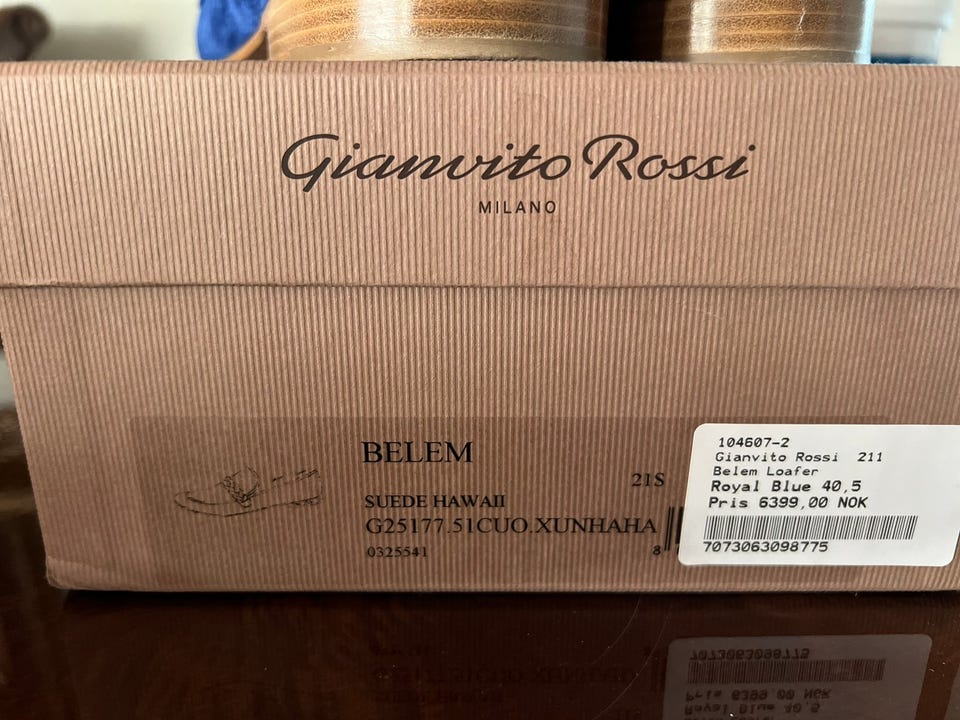 Gianvito Rossi
MILANO
BELEM
21S
SUEDE HAWAII
G25177.51CUO.XUNHAHA
0325541
8
104607-2
Gianvito Rossi 211
Belem Loafer
Royal Blue 40,5
Pris 6399,00 NOK
7073063098775